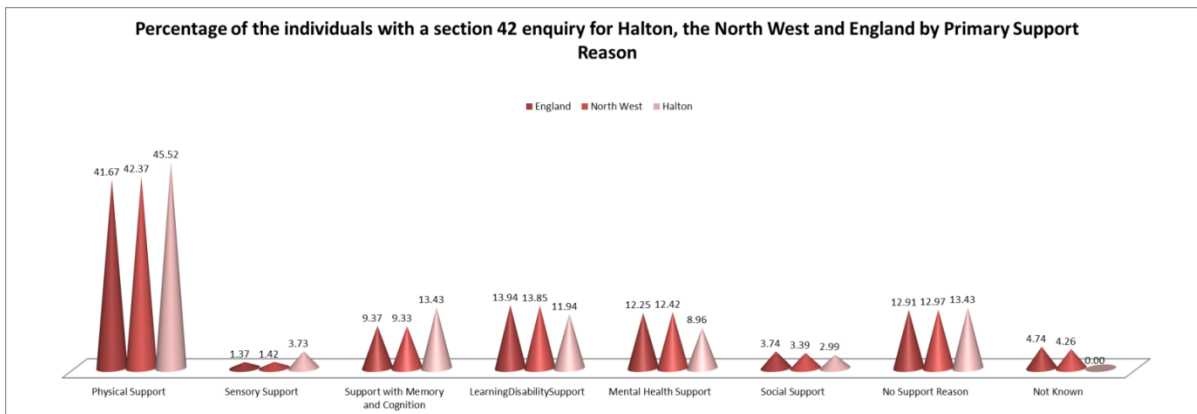 Percentage of the individuals with a section 42 enquiry for Halton, the North West and England by Primary Support
Reason
England North West Halton
41.67 42.37 45.52
1.37 1.42 3.73
9.37 9.33 13.43
13.94 13.85 11.94
12.25 12.42 8.96
3.74 3.39 2.99
12.91 12.97 13.43
4.74 4.26 0.00
Physical Support
Sensory Support
Support with Memory
and Cognition
LearningDisabilitySupport
Mental Health Support
Social Support
No Support Reason
Not Known